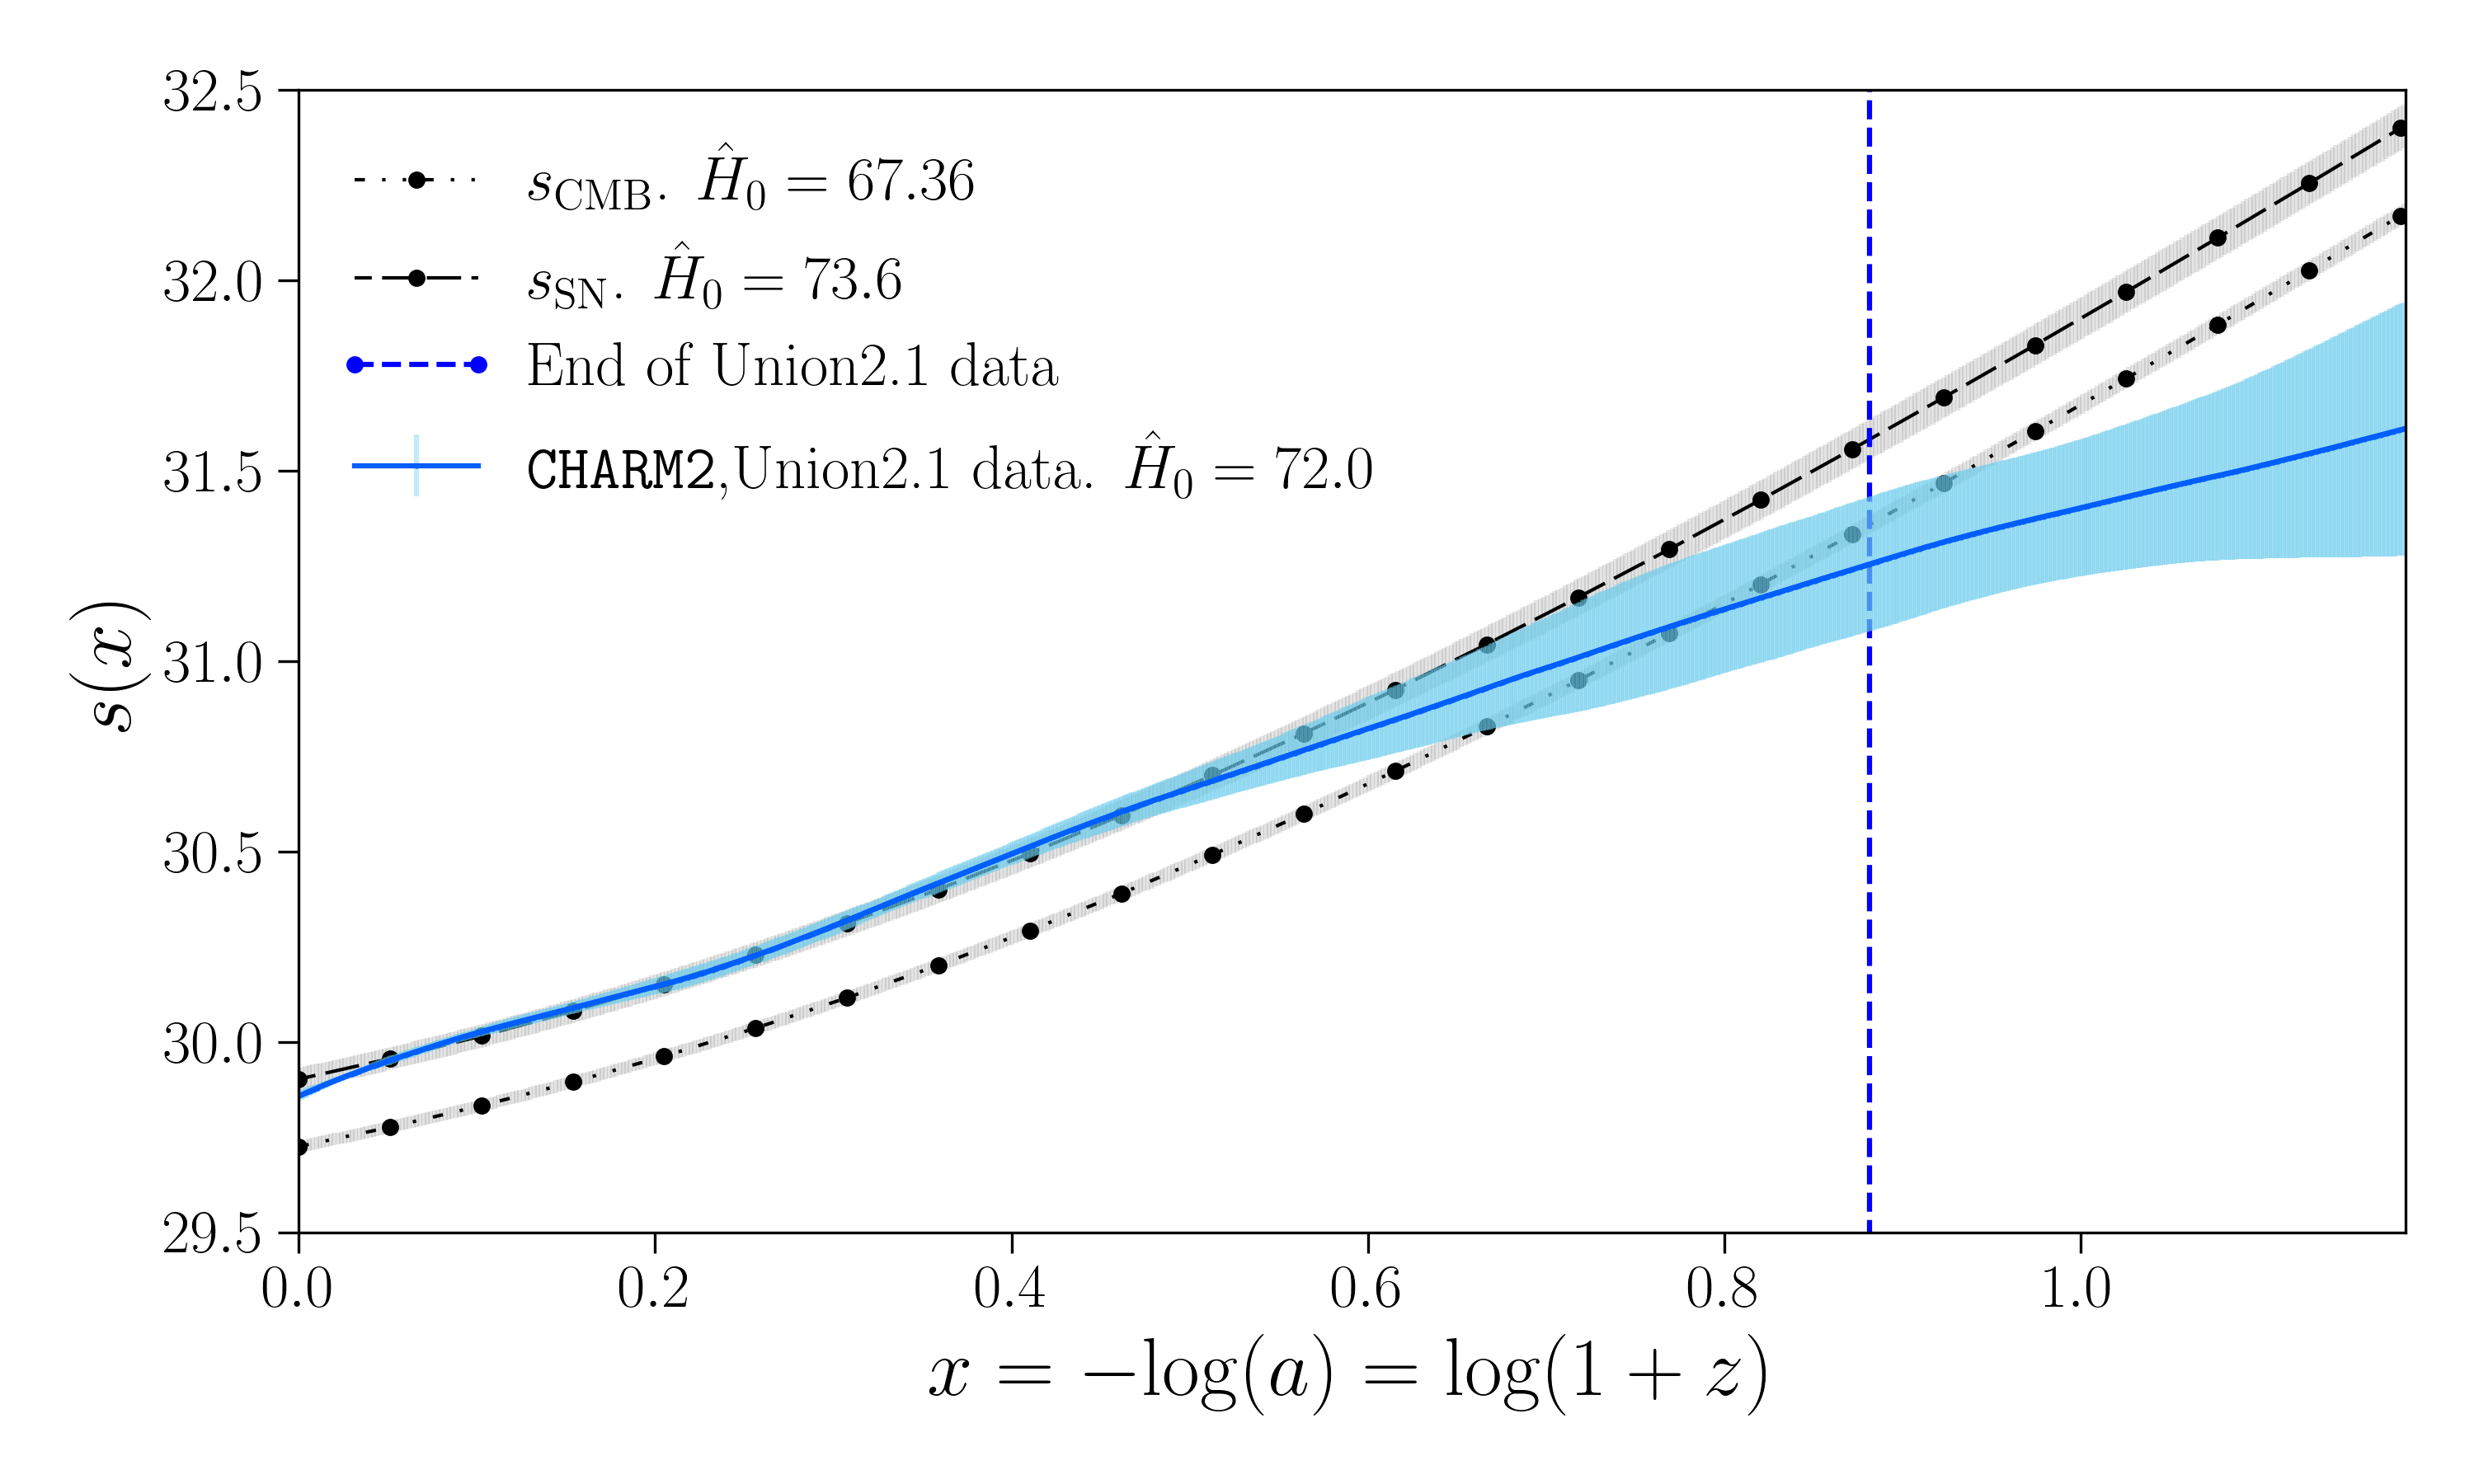 32.5
32.0
31.5
31.0
30.5
30.0
29.5
s(x)
s_CMB. Ĥ_0 = 67.36
s_SN. Ĥ_0 = 73.6
End of Union2.1 data
CHARM2,Union2.1 data. Ĥ_0 = 72.0
0.0 0.2 0.4 0.6 0.8 1.0
x = −log(a) = log(1 + z)